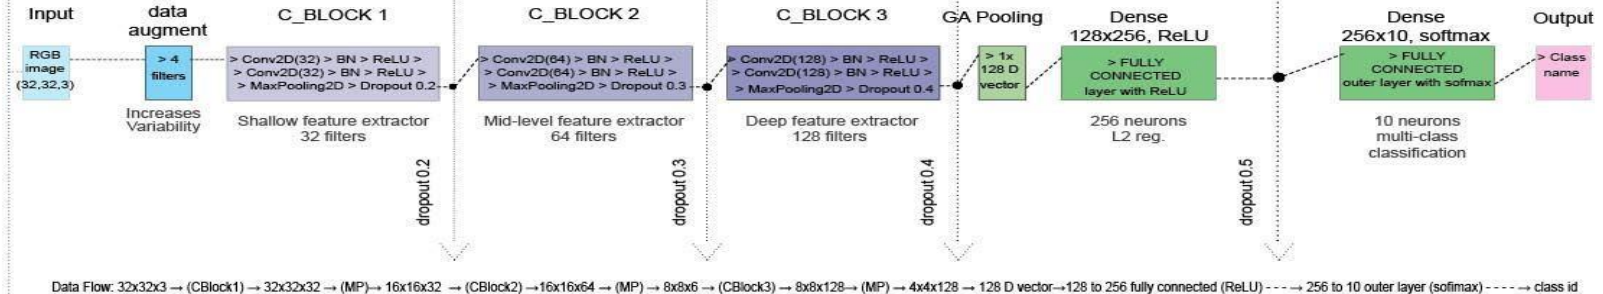 Input
data
augment
C_BLOCK 1
C_BLOCK 2
C_BLOCK 3
GA Pooling
Dense
128x256, ReLU
Dense
256x10, softmax
Output
RGB
image
(32,32,3)
> 4
filters
> Conv2D(32) > BN > ReLU >
> Conv2D(32) > BN > ReLU >
> MaxPooling2D > Dropout 0.2
> Conv2D(64) > BN > ReLU >
> Conv2D(64) > BN > ReLU >
> MaxPooling2D > Dropout 0.3
> Conv2D(128) > BN > ReLU >
> Conv2D(128) > BN > ReLU >
> MaxPooling2D > Dropout 0.4
> 1x
128 D
vector
> FULLY
CONNECTED
layer with ReLU
> FULLY
CONNECTED
outer layer with sofmax
> Class
name
Increases
Variability
Shallow feature extractor
32 filters
Mid-level feature extractor
64 filters
Deep feature extractor
128 filters
256 neurons
L2 reg.
10 neurons
multi-class
classification
dropout 0.2
dropout 0.3
dropout 0.4
dropout 0.5
Data Flow: 32x32x3 → (CBlock1) → 32x32x32 → (MP)→ 16x16x32 → (CBlock2) →16x16x64 → (MP) → 8x8x6 → (CBlock3) → 8x8x128→ (MP) → 4x4x128 → 128 D vector→128 to 256 fully connected (ReLU) ----→ 256 to 10 outer layer (sofimax) ----→ class id